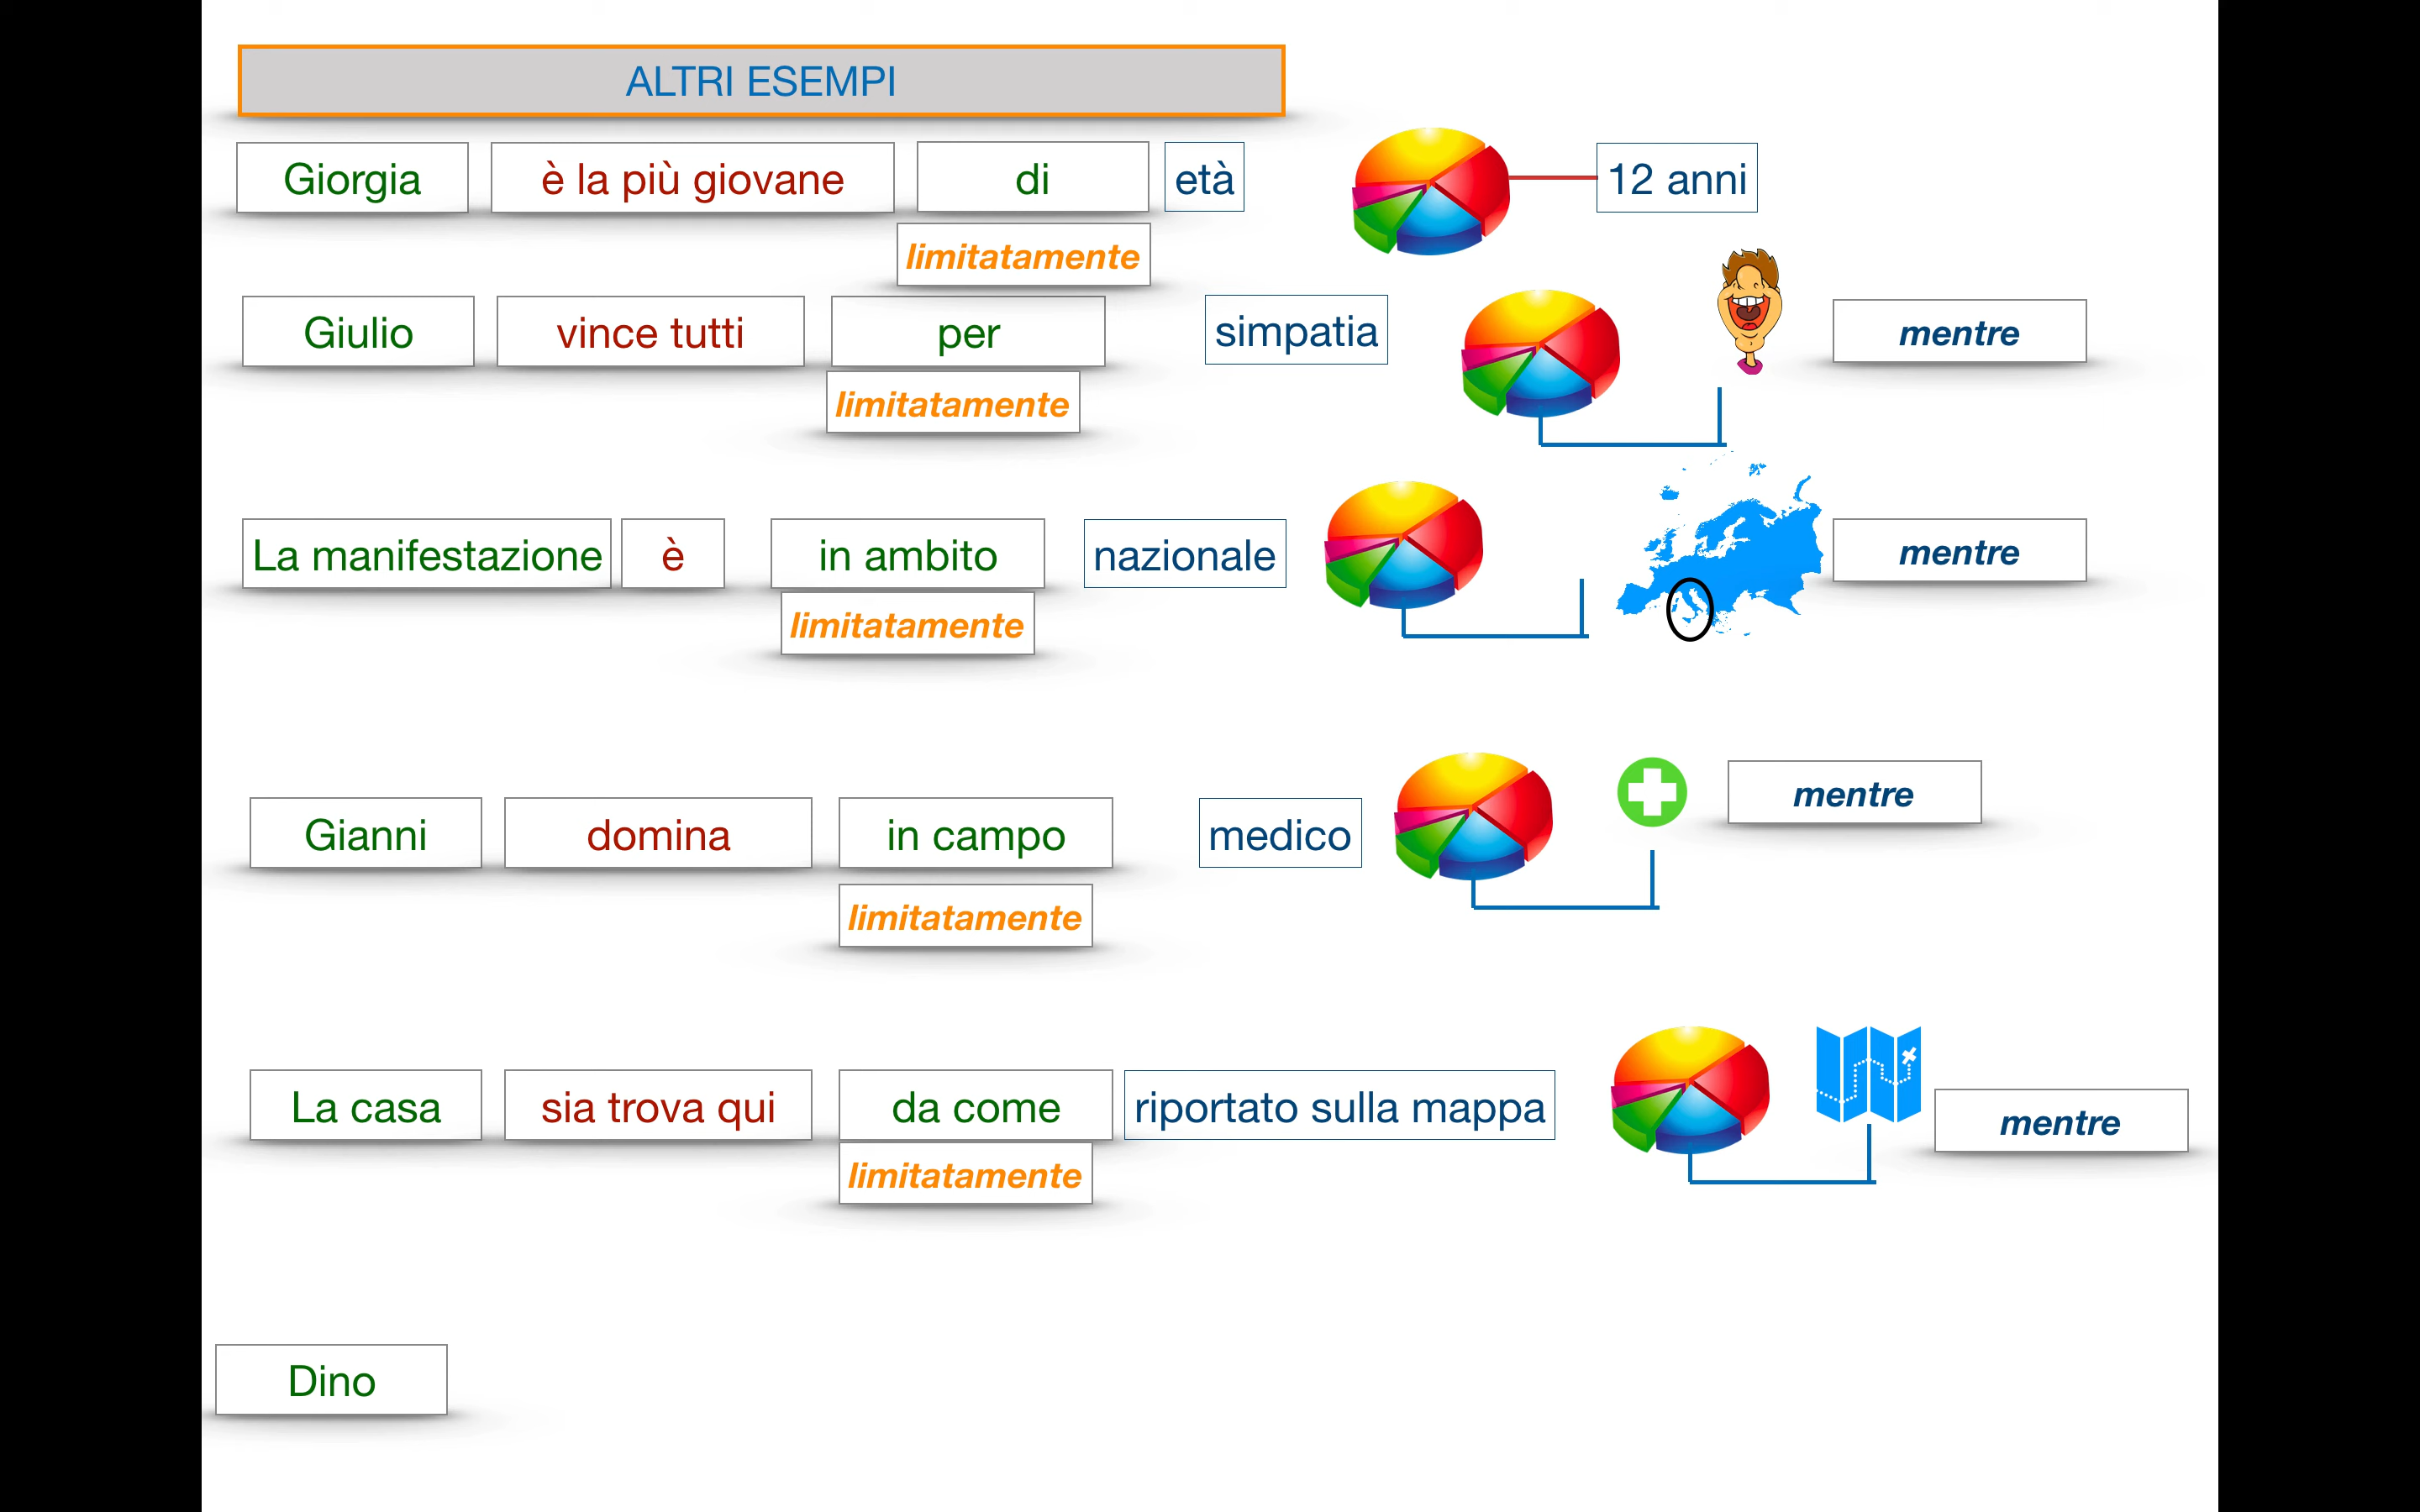 ALTRI ESEMPI
Giorgia è la più giovane di età 12 anni
limitatamente
Giulio vince tutti per simpatia mentre
limitatamente
La manifestazione è in ambito nazionale mentre
limitatamente
Gianni domina in campo medico mentre
limitatamente
La casa sia trova qui da come riportato sulla mappa mentre
limitatamente
Dino